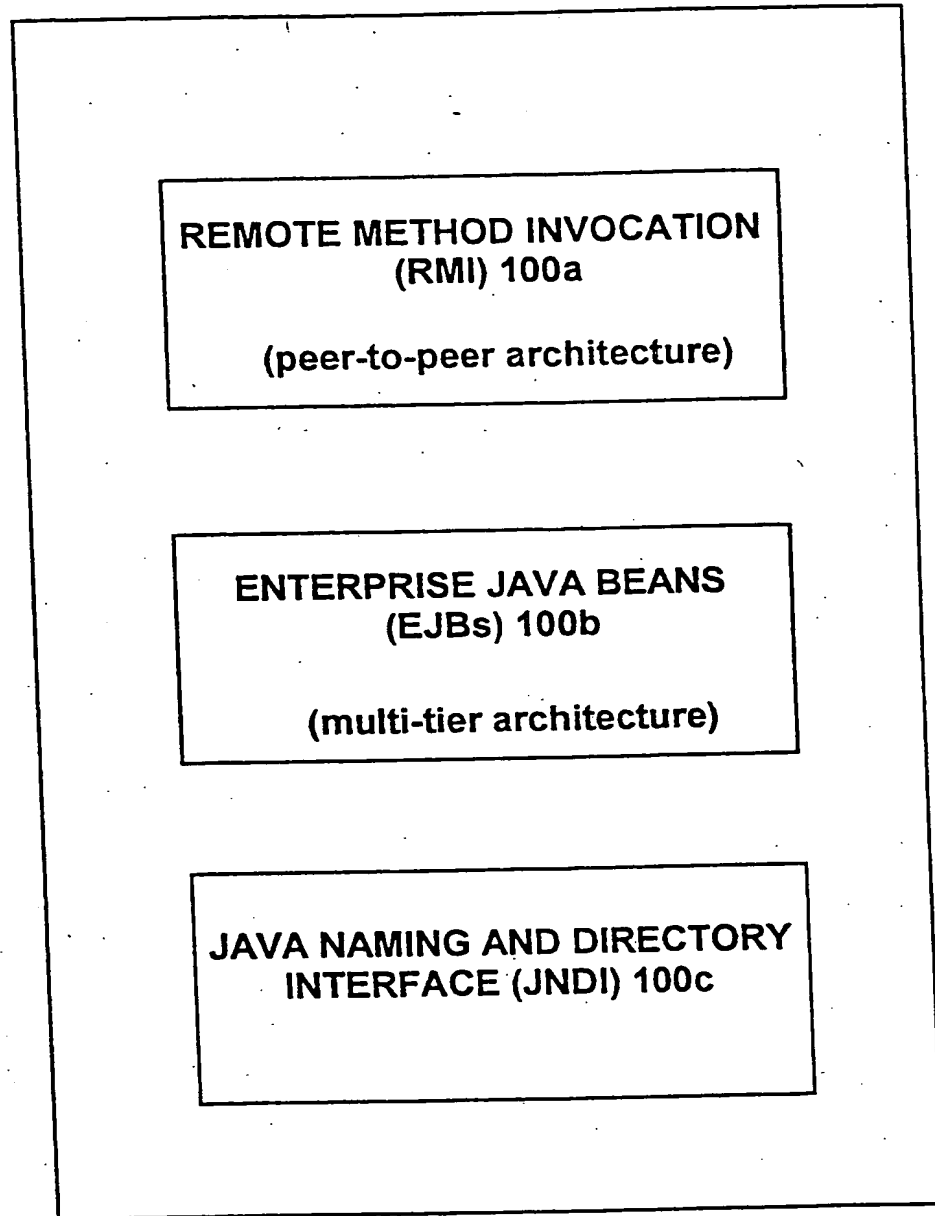 REMOTE METHOD INVOCATION
(RMI) 100a
(peer-to-peer architecture)
ENTERPRISE JAVA BEANS
(EJBs) 100b
(multi-tier architecture)
JAVA NAMING AND DIRECTORY
INTERFACE (JNDI) 100c